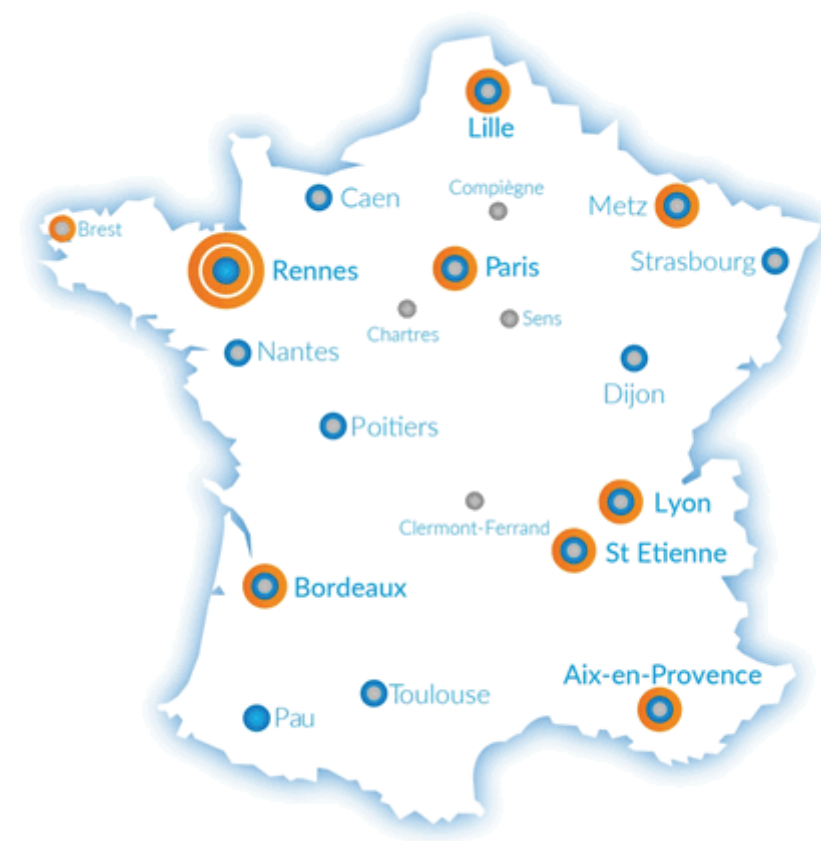 Lille
Compiègne
Caen
Metz
Brest
Strasbourg
Rennes
Paris
Sens
Chartres
Nantes
Dijon
Poitiers
Lyon
Clermont-Ferrand
St Etienne
Bordeaux
Aix-en-Provence
Toulouse
Pau